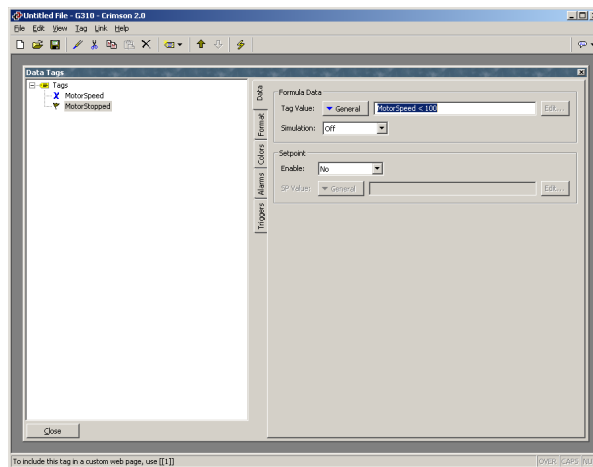 Untitled File - G310 - Crimson 2.0
File Edit View Tag Link Help
Data Tags
Tags
MotorSpeed
MotorStopped
Data
Format
Colors
Alarms
Triggers
Formula Data
Tag Value: General MotorSpeed < 100 Edit...
Simulation: Off
Setpoint
Enable: No
SP Value: General Edit...
Close
To include this tag in a custom web page, use [[1]]
OVER CAPS NU